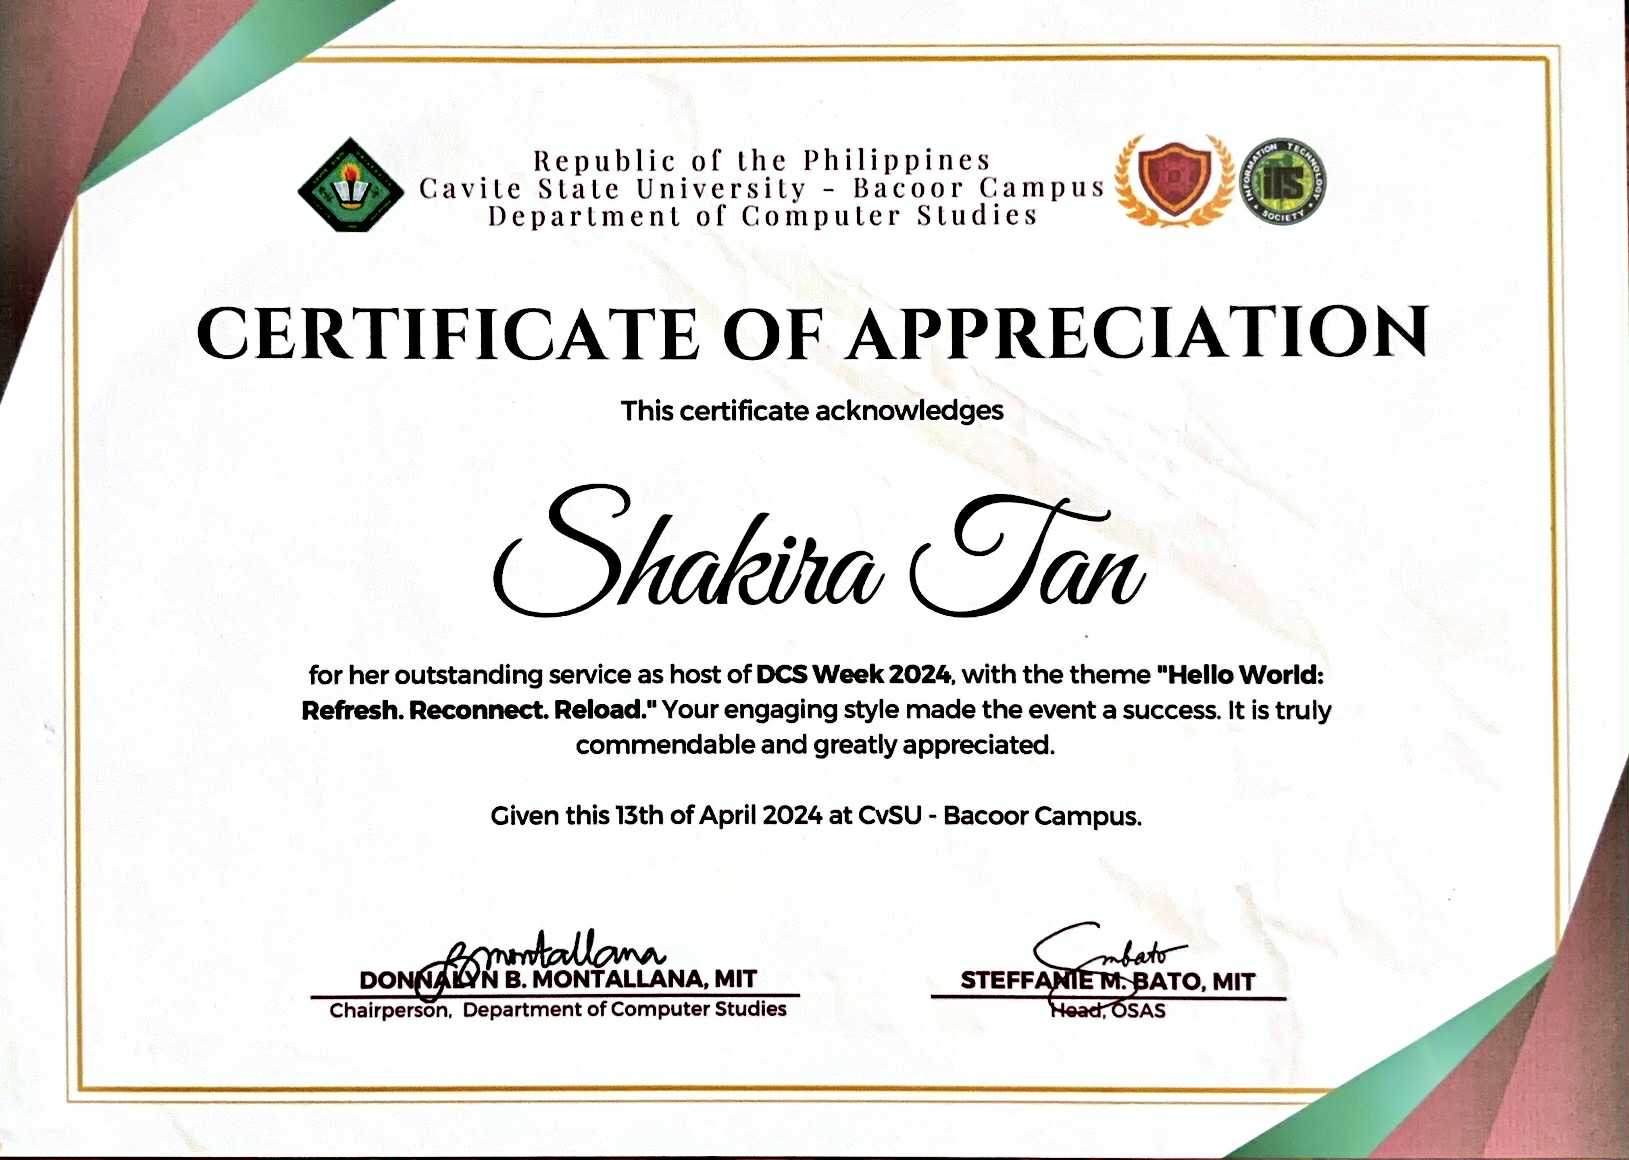 Republic of the Philippines
Cavite State University - Bacoor Campus
Department of Computer Studies
INFORMATION TECHNOLOGY
iTS
SOCIETY
CERTIFICATE OF APPRECIATION
This certificate acknowledges
Shakira Tan
for her outstanding service as host of DCS Week 2024, with the theme "Hello World:
Refresh. Reconnect. Reload." Your engaging style made the event a success. It is truly
commendable and greatly appreciated.
Given this 13th of April 2024 at CvSU - Bacoor Campus.
DONNALYN B. MONTALLANA, MIT
Chairperson, Department of Computer Studies
STEFFANIE M. BATO, MIT
Head, OSAS